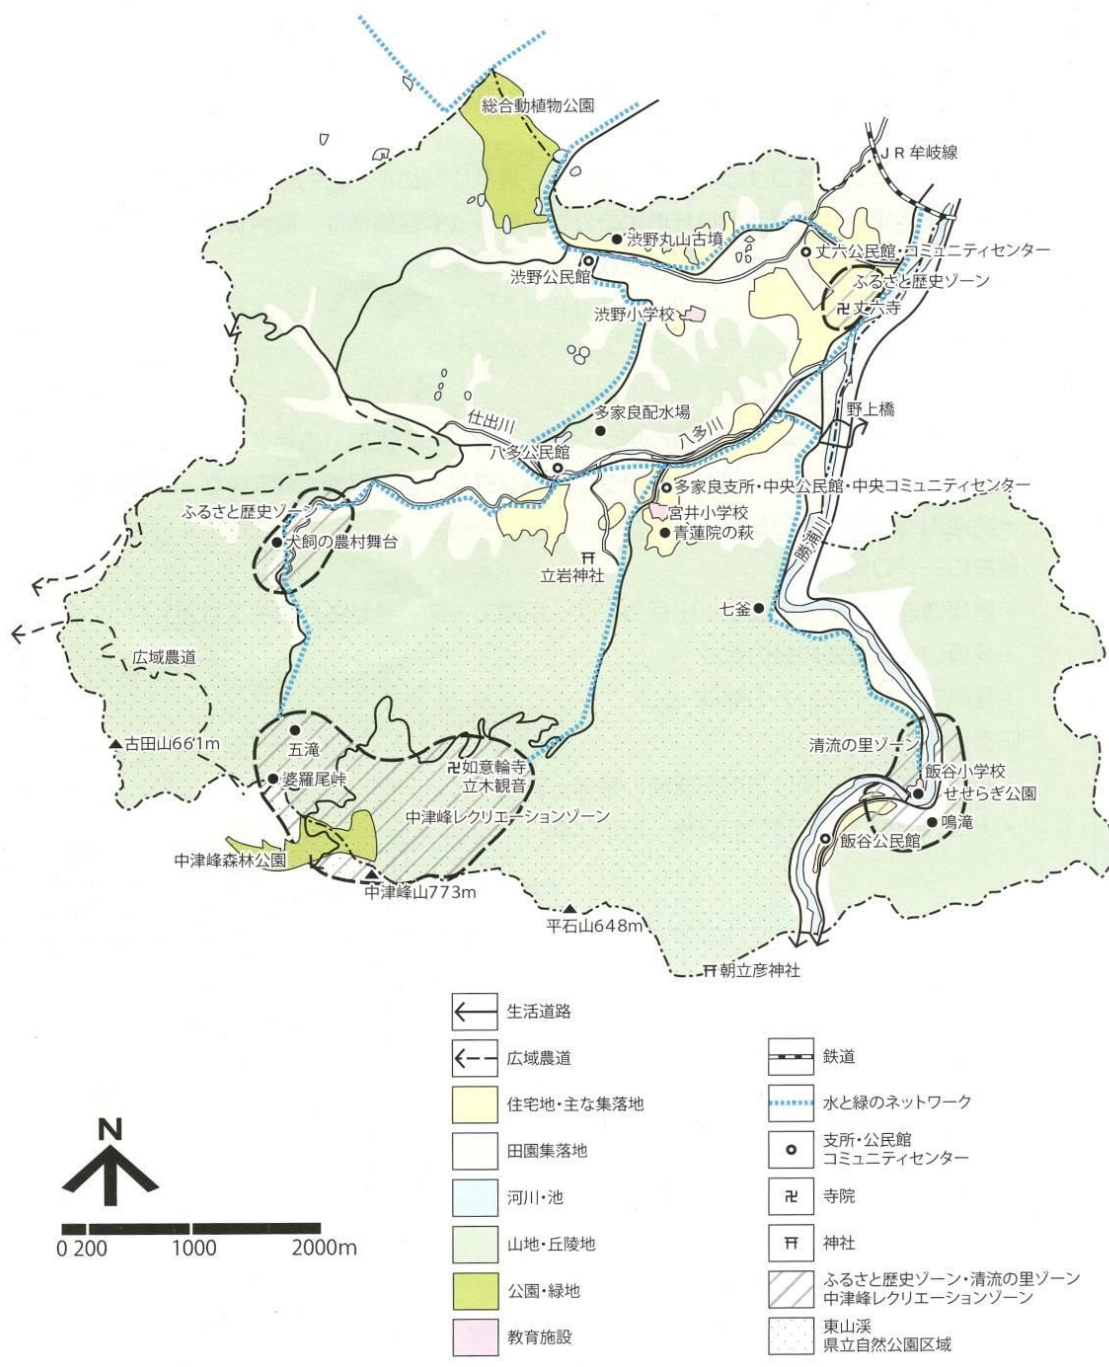 総合動植物公園
JR牟岐線
渋野丸山古墳
丈六公民館・コミュニティセンター
渋野公民館
ふるさと歴史ゾーン
卍丈六寺
渋野小学校
野上橋
多家良配水場
仕出川
八多川
八多公民館
多家良支所・中央公民館・中央コミュニティセンター
ふるさと歴史ゾーン
宮井小学校
犬飼の農村舞台
青蓮院の萩
勝浦川
立岩神社
七釜
広域農道
古田山661m
五滝
清流の里ゾーン
卍如意輪寺
立木観音
飯谷小学校
婆羅尾峠
せせらぎ公園
中津峰レクリエーションゾーン
鳴滝
飯谷公民館
中津峰森林公園
中津峰山773m
平石山648m
朝立彦神社
生活道路
広域農道
住宅地・主な集落地
田園集落地
河川・池
山地・丘陵地
公園・緑地
教育施設
鉄道
水と緑のネットワーク
支所・公民館
コミュニティセンター
卍
寺院
神社
ふるさと歴史ゾーン・清流の里ゾーン
中津峰レクリエーションゾーン
東山渓
県立自然公園区域
N
0 200 1000 2000m